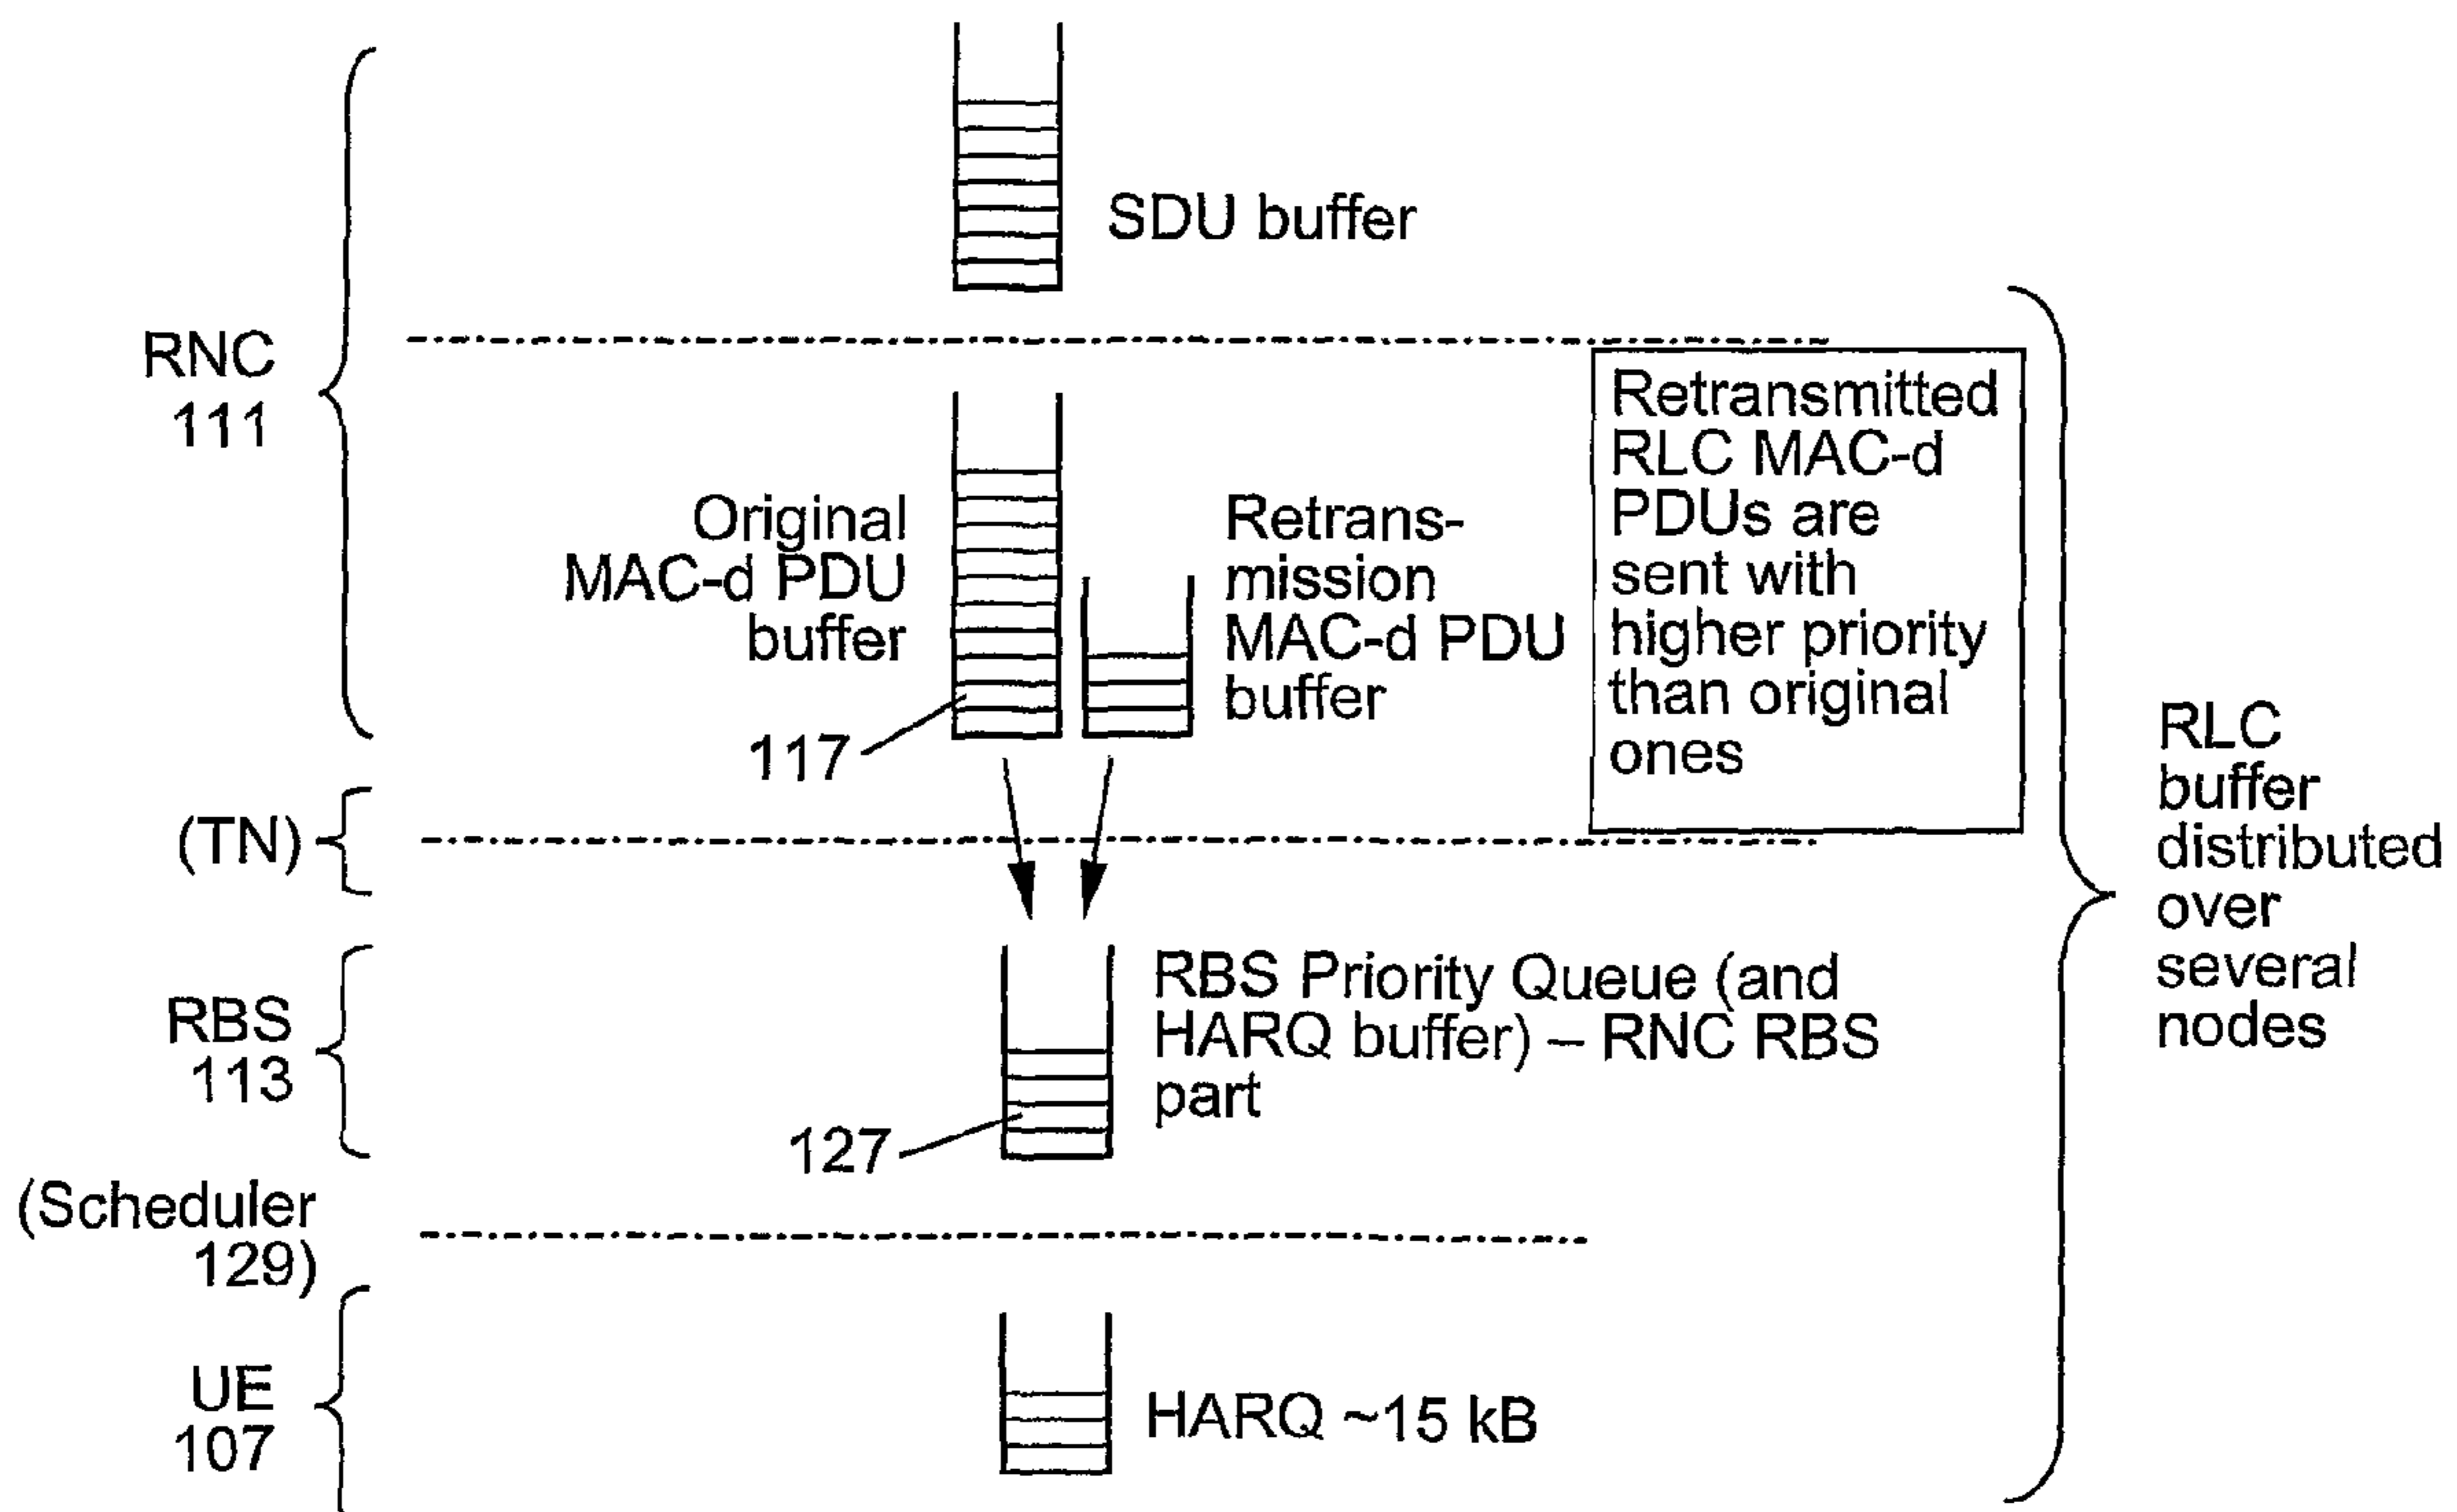 SDU buffer
RNC
111
Original
MAC-d PDU
buffer
117
Retrans-
mission
MAC-d PDU
buffer
Retransmitted
RLC MAC-d
PDUs are
sent with
higher priority
than original
ones
RLC
buffer
distributed
over
several
nodes
(TN)
RBS
113
RBS Priority Queue (and
HARQ buffer) – RNC RBS
part
127
(Scheduler
129)
UE
107
HARQ ~15 kB